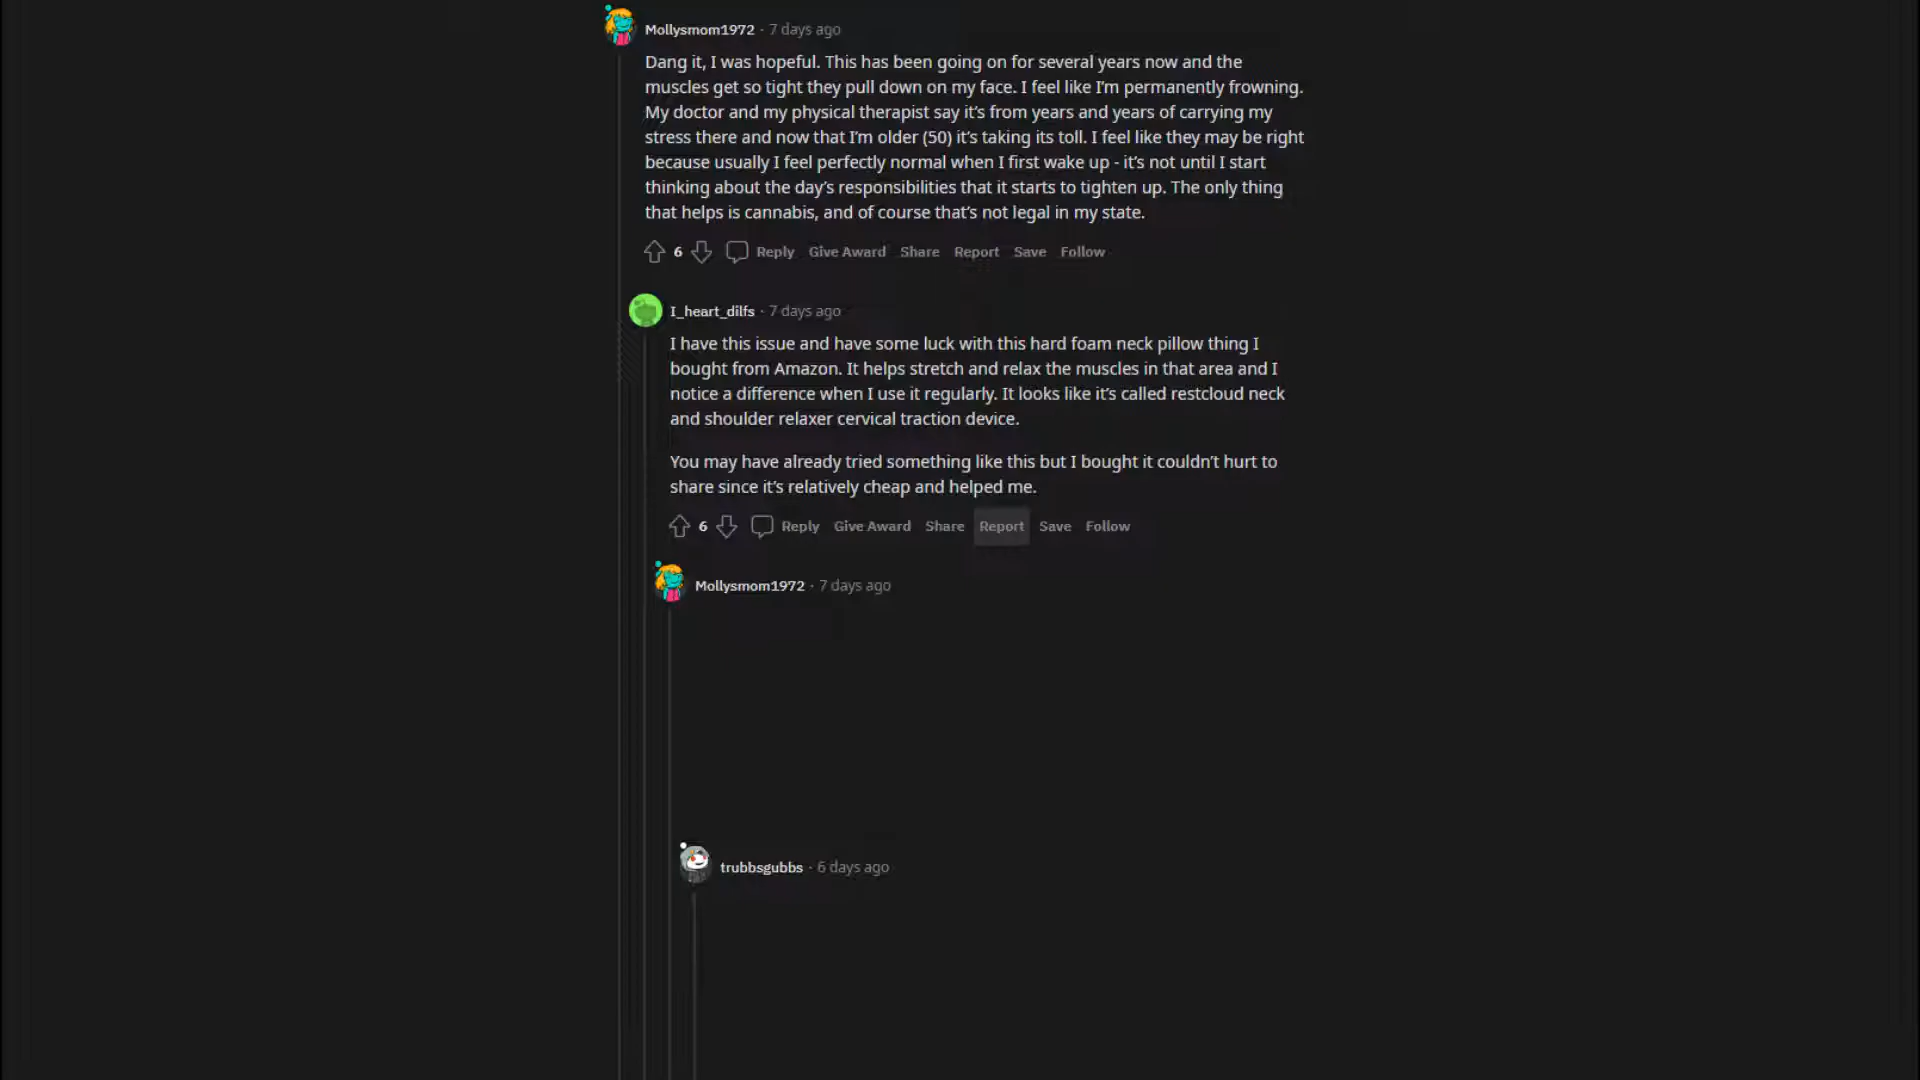 Mollysmom1972 · 7 days ago
Dang it, I was hopeful. This has been going on for several years now and the
muscles get so tight they pull down on my face. I feel like I’m permanently frowning.
My doctor and my physical therapist say it’s from years and years of carrying my
stress there and now that I’m older (50) it’s taking its toll. I feel like they may be right
because usually I feel perfectly normal when I first wake up - it’s not until I start
thinking about the day’s responsibilities that it starts to tighten up. The only thing
that helps is cannabis, and of course that’s not legal in my state.
6 Reply Give Award Share Report Save Follow
I_heart_dilfs · 7 days ago
I have this issue and have some luck with this hard foam neck pillow thing I
bought from Amazon. It helps stretch and relax the muscles in that area and I
notice a difference when I use it regularly. It looks like it’s called restcloud neck
and shoulder relaxer cervical traction device.
You may have already tried something like this but I bought it couldn’t hurt to
share since it’s relatively cheap and helped me.
6 Reply Give Award Share Report Save Follow
Mollysmom1972 · 7 days ago
trubbsgubbs · 6 days ago